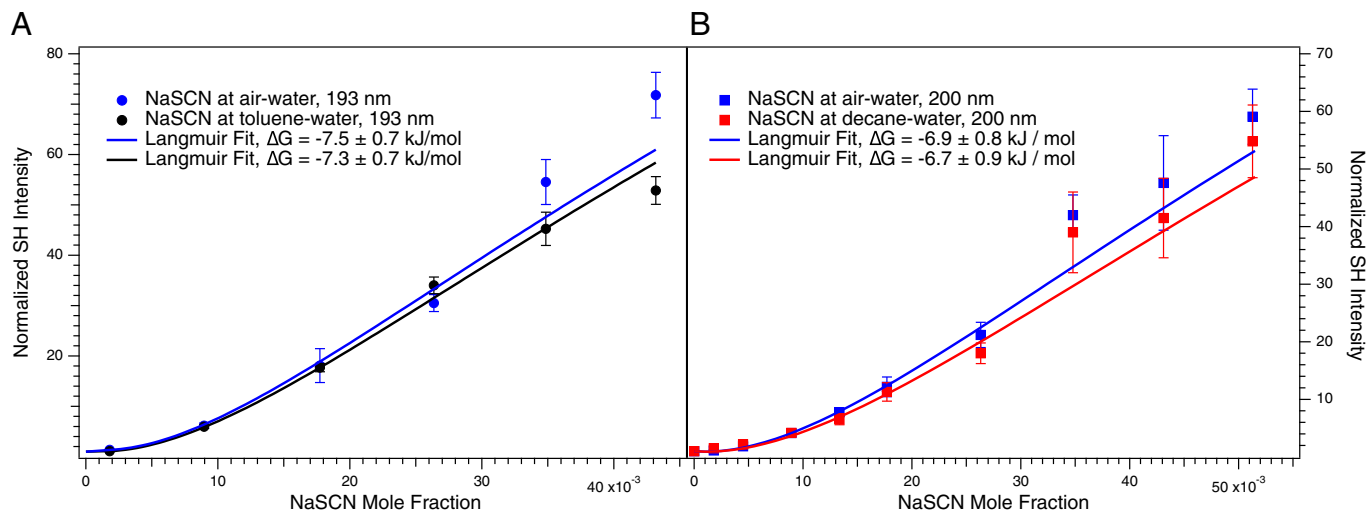 A
B
80
60
40
20
Normalized SH Intensity
NaSCN at air-water, 193 nm
NaSCN at toluene-water, 193 nm
Langmuir Fit, ΔG = -7.5 ± 0.7 kJ/mol
Langmuir Fit, ΔG = -7.3 ± 0.7 kJ/mol
0
10
20
30
40 x10-3
NaSCN Mole Fraction
NaSCN at air-water, 200 nm
NaSCN at decane-water, 200 nm
Langmuir Fit, ΔG = -6.9 ± 0.8 kJ / mol
Langmuir Fit, ΔG = -6.7 ± 0.9 kJ / mol
70
60
50
40
30
20
10
Normalized SH Intensity
0
10
20
30
40
50 x10-3
NaSCN Mole Fraction